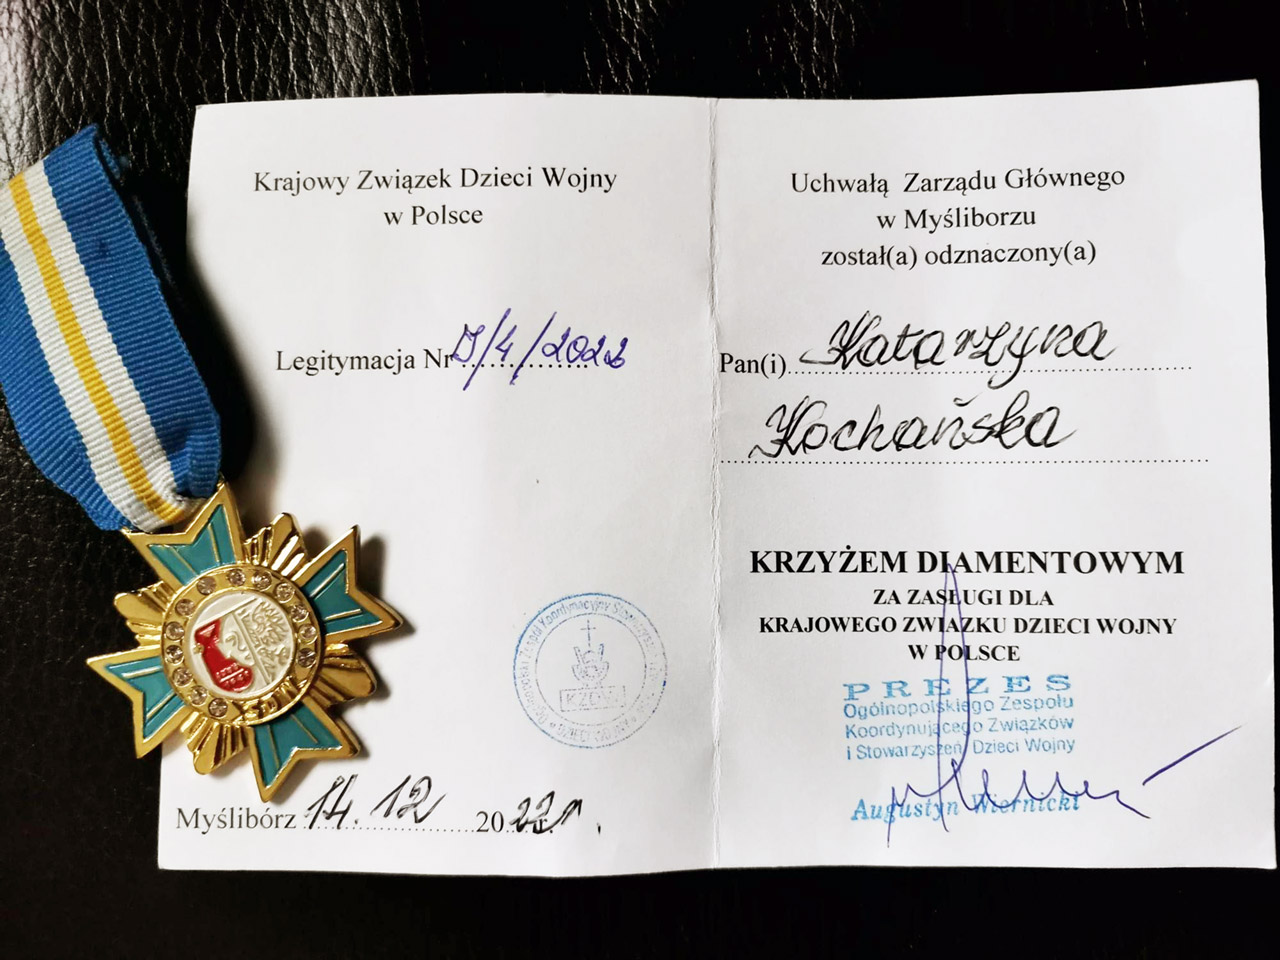 Krajowy Związek Dzieci Wojny
w Polsce
Legitymacja Nr
/4/2022
Myślibórz 14.12 2022r.
Uchwałą Zarządu Głównego
w Myśliborzu
został(a) odznaczony(a)
Pan(i) Katarzyna
Kochańska
KRZYŻEM DIAMENTOWYM
ZA ZASŁUGI DLA
KRAJOWEGO ZWIĄZKU DZIECI WOJNY
W POLSCE
PREZES
Ogólnopolskiego Zespołu
Koordynującego Związków
i Stowarzyszeń Dzieci Wojny
Augustyn Wiernicki